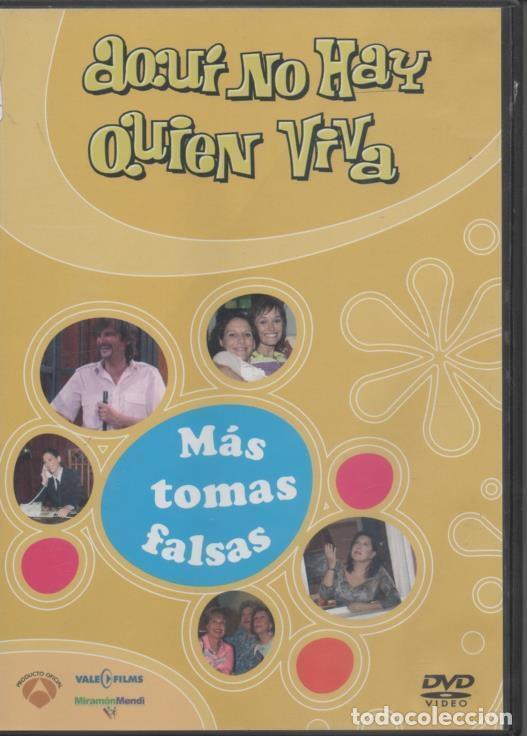 aquí No Hay
Quien Viva
Más
tomas
falsas
PRODUCTO OFICIAL
VALE FILMS
MiramónMendi
DVD
VIDEO
todocoleccion